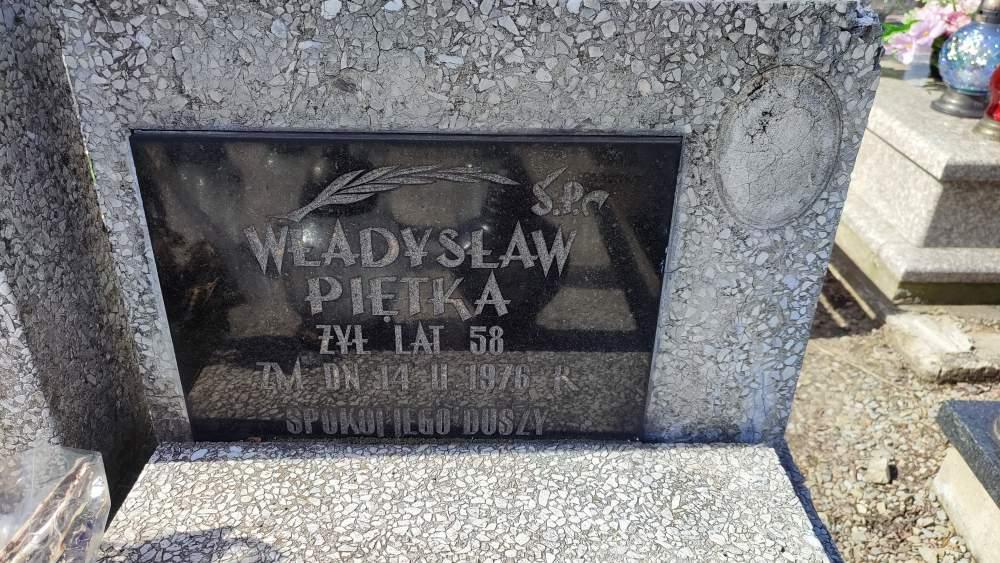 Ś.P.
WŁADYSŁAW
PIĘTKA
ŻYŁ LAT 58
ZM DN 14 II 1976 R
SPOKÓJ JEGO DUSZY